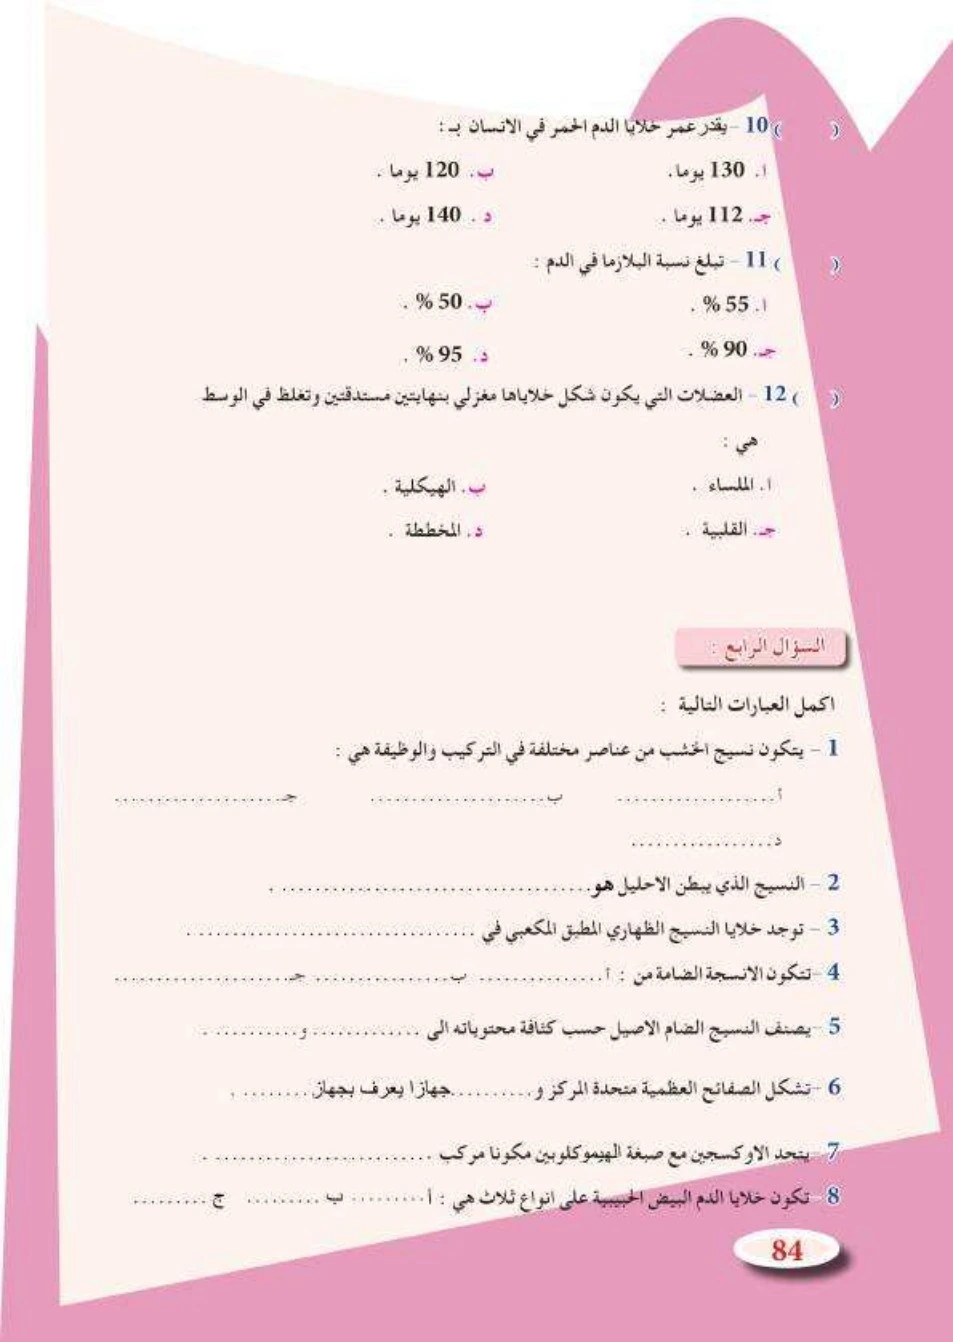 ( ) 10 - يقدر عمر خلايا الدم الحمر في الانسان بـ :
ا. 130 يوما . ب. 120 يوما .
جـ. 112 يوما . د . 140 يوما .
( ) 11 - تبلغ نسبة البلازما في الدم :
ا. 55 % . ب. 50 % .
جـ. 90 % . د. 95 % .
( ) 12 - العضلات التي يكون شكل خلاياها مغزلي بنهايتين مستدقتين وتغلظ في الوسط
هي :
ا. الملساء . ب. الهيكلية .
جـ. القلبية . د. المخططة .
السؤال الرابع :
اكمل العبارات التالية :
1 - يتكون نسيج الخشب من عناصر مختلفة في التركيب والوظيفة هي :
أ................... ب..................... جـ....................
د.................
2 - النسيج الذي يبطن الاحليل هو..................................... .
3 - توجد خلايا النسيج الظهاري المطبق المكعبي في .................................. .
4 -تتكون الانسجة الضامة من : أ............... ب................ جـ.....................
5 -يصنف النسيج الضام الاصيل حسب كثافة محتوياته الى ............. و........... .
6 -تشكل الصفائح العظمية متحدة المركز و..........جهازا يعرف بجهاز......... .
7 -يتحد الاوكسجين مع صبغة الهيموكلوبين مكونا مركب .......................... .
8 - تكون خلايا الدم البيض الحبيبية على انواع ثلاث هي : أ......... ب ......... ج .........
84